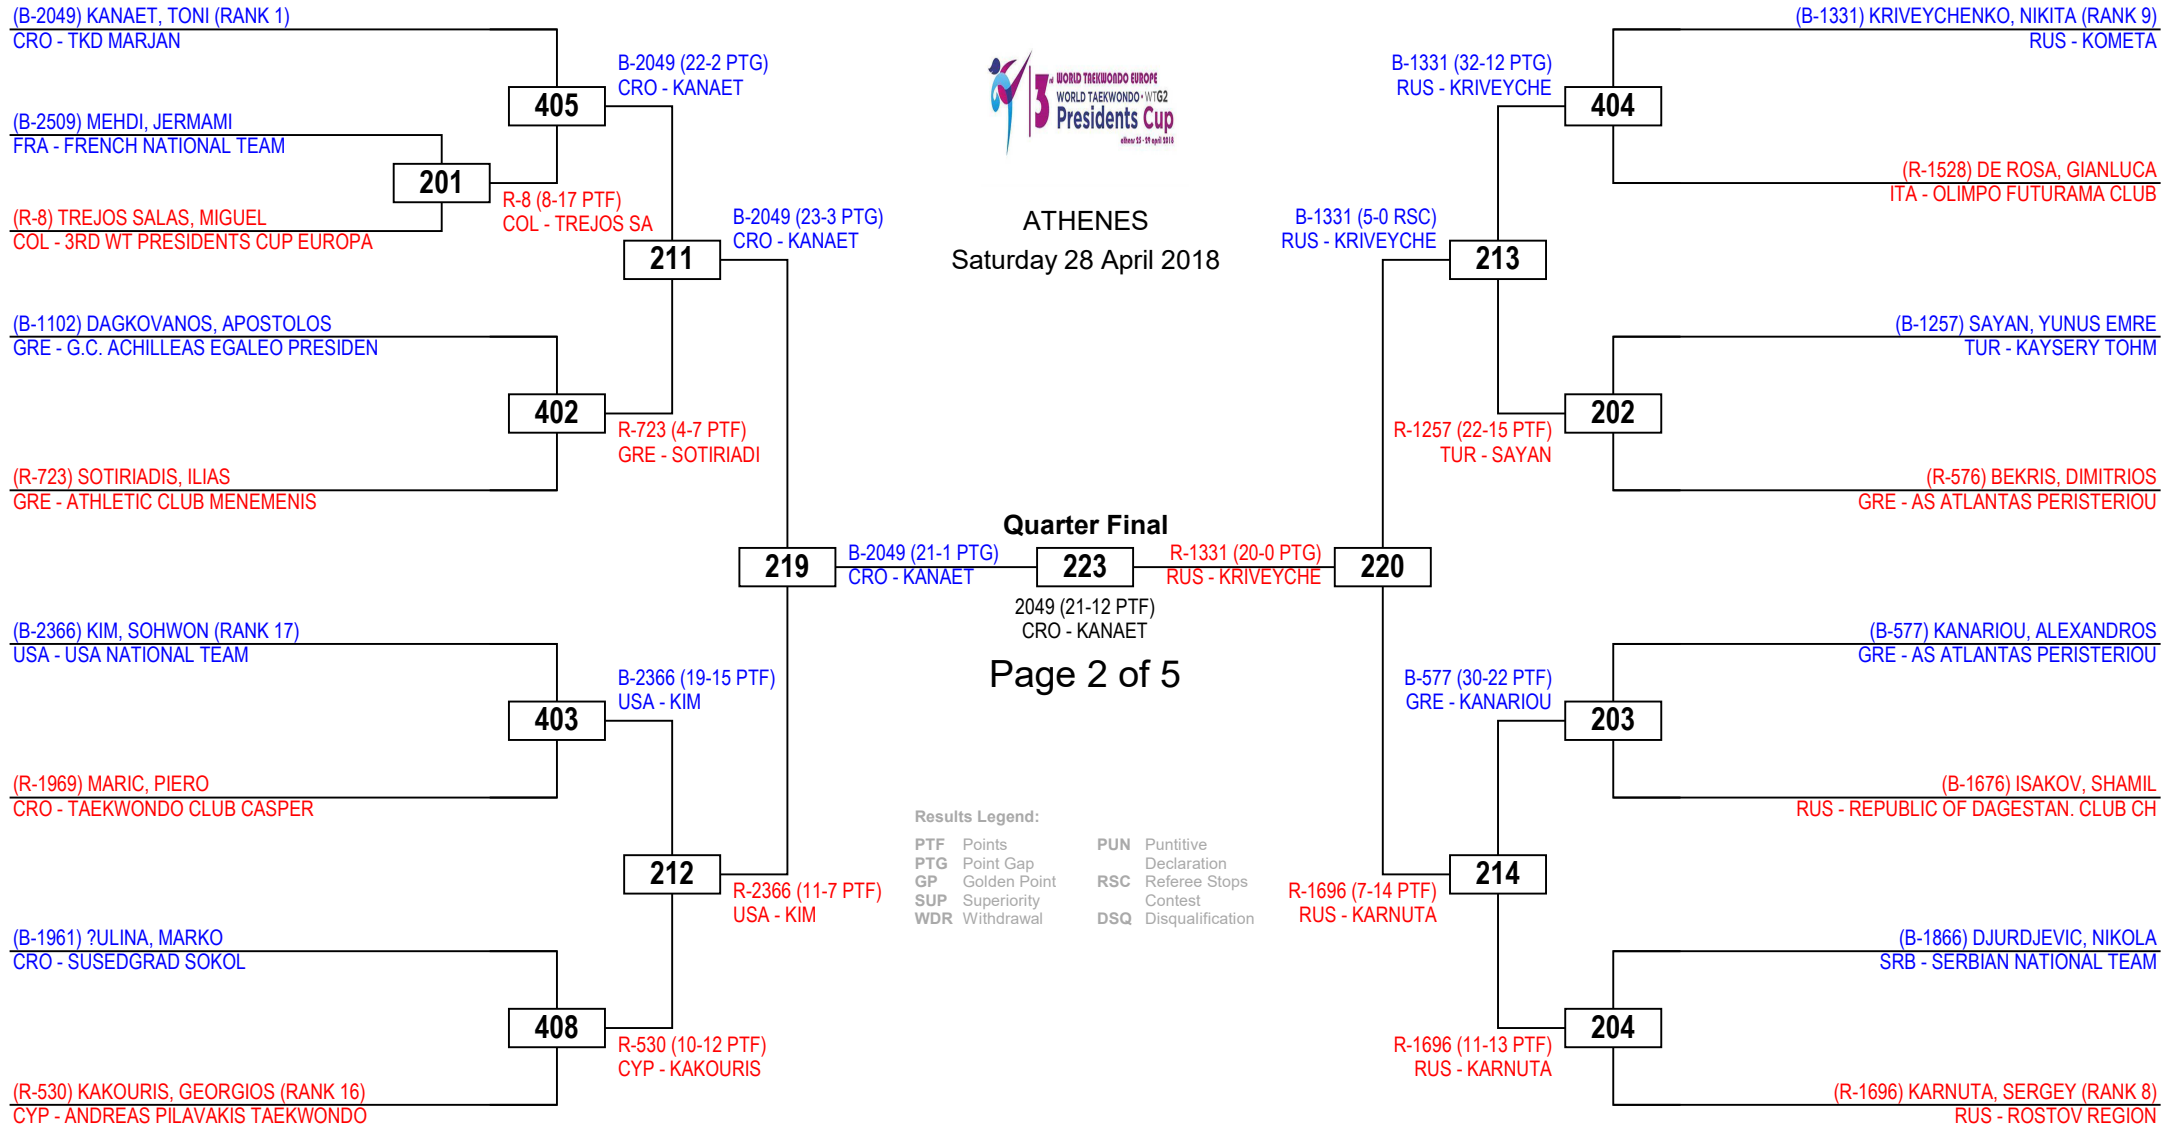 (B-2049) KANAET, TONI (RANK 1)
CRO - TKD MARJAN
(B-2509) MEHDI, JERMAMI
FRA - FRENCH NATIONAL TEAM
(R-8) TREJOS SALAS, MIGUEL
COL - 3RD WT PRESIDENTS CUP EUROPA
(B-1102) DAGKOVANOS, APOSTOLOS
GRE - G.C. ACHILLEAS EGALEO PRESIDEN
(R-723) SOTIRIADIS, ILIAS
GRE - ATHLETIC CLUB MENEMENIS
(B-2366) KIM, SOHWON (RANK 17)
USA - USA NATIONAL TEAM
(R-1969) MARIC, PIERO
CRO - TAEKWONDO CLUB CASPER
(B-1961) ?ULINA, MARKO
CRO - SUSEDGRAD SOKOL
(R-530) KAKOURIS, GEORGIOS (RANK 16)
CYP - ANDREAS PILAVAKIS TAEKWONDO
201
R-8 (8-17 PTF)
COL - TREJOS SA
405
B-2049 (22-2 PTG)
CRO - KANAET
402
R-723 (4-7 PTF)
GRE - SOTIRIADI
403
B-2366 (19-15 PTF)
USA - KIM
408
R-530 (10-12 PTF)
CYP - KAKOURIS
211
B-2049 (23-3 PTG)
CRO - KANAET
212
R-2366 (11-7 PTF)
USA - KIM
219
B-2049 (21-1 PTG)
CRO - KANAET
3rd WORLD TAEKWONDO EUROPE
WORLD TAEKWONDO • WTG2
Presidents Cup
athens 25 - 29 april 2018
ATHENES
Saturday 28 April 2018
Quarter Final
223
2049 (21-12 PTF)
CRO - KANAET
Page 2 of 5
Results Legend:
PTF Points
PTG Point Gap
GP Golden Point
SUP Superiority
WDR Withdrawal
PUN Puntitive
Declaration
RSC Referee Stops
Contest
DSQ Disqualification
R-1331 (20-0 PTG)
RUS - KRIVEYCHE
220
B-1331 (5-0 RSC)
RUS - KRIVEYCHE
213
R-1696 (7-14 PTF)
RUS - KARNUTA
214
B-1331 (32-12 PTG)
RUS - KRIVEYCHE
404
R-1257 (22-15 PTF)
TUR - SAYAN
202
B-577 (30-22 PTF)
GRE - KANARIOU
203
R-1696 (11-13 PTF)
RUS - KARNUTA
204
(B-1331) KRIVEYCHENKO, NIKITA (RANK 9)
RUS - KOMETA
(R-1528) DE ROSA, GIANLUCA
ITA - OLIMPO FUTURAMA CLUB
(B-1257) SAYAN, YUNUS EMRE
TUR - KAYSERY TOHM
(R-576) BEKRIS, DIMITRIOS
GRE - AS ATLANTAS PERISTERIOU
(B-577) KANARIOU, ALEXANDROS
GRE - AS ATLANTAS PERISTERIOU
(B-1676) ISAKOV, SHAMIL
RUS - REPUBLIC OF DAGESTAN. CLUB CH
(B-1866) DJURDJEVIC, NIKOLA
SRB - SERBIAN NATIONAL TEAM
(R-1696) KARNUTA, SERGEY (RANK 8)
RUS - ROSTOV REGION